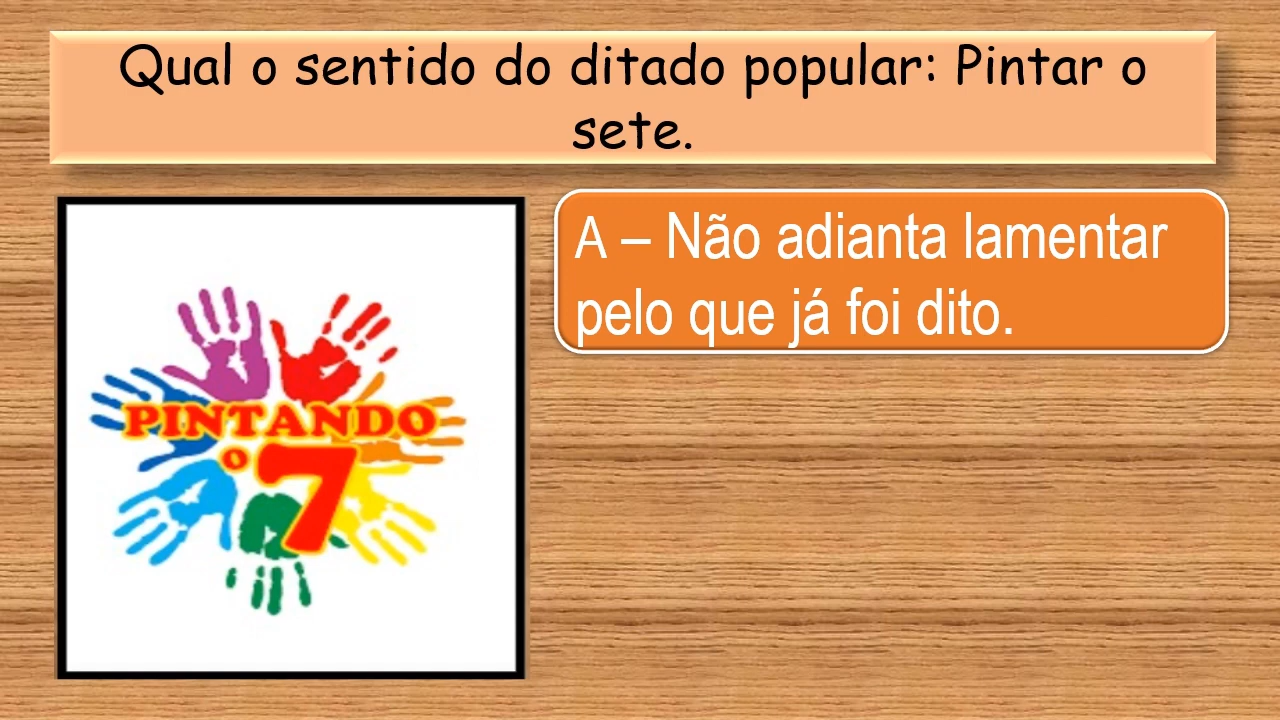 Qual o sentido do ditado popular: Pintar o
sete.
A – Não adianta lamentar
pelo que já foi dito.
PINTANDO
o 7